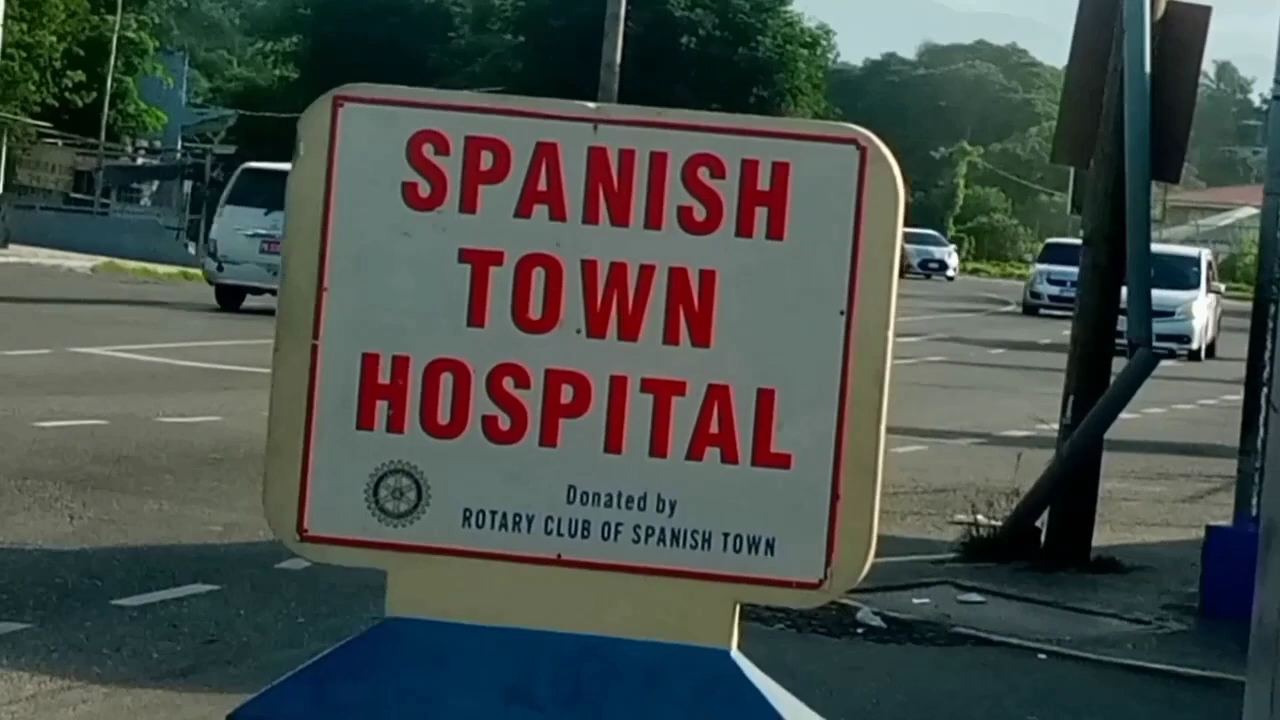 SPANISH
TOWN
HOSPITAL
Donated by
ROTARY CLUB OF SPANISH TOWN